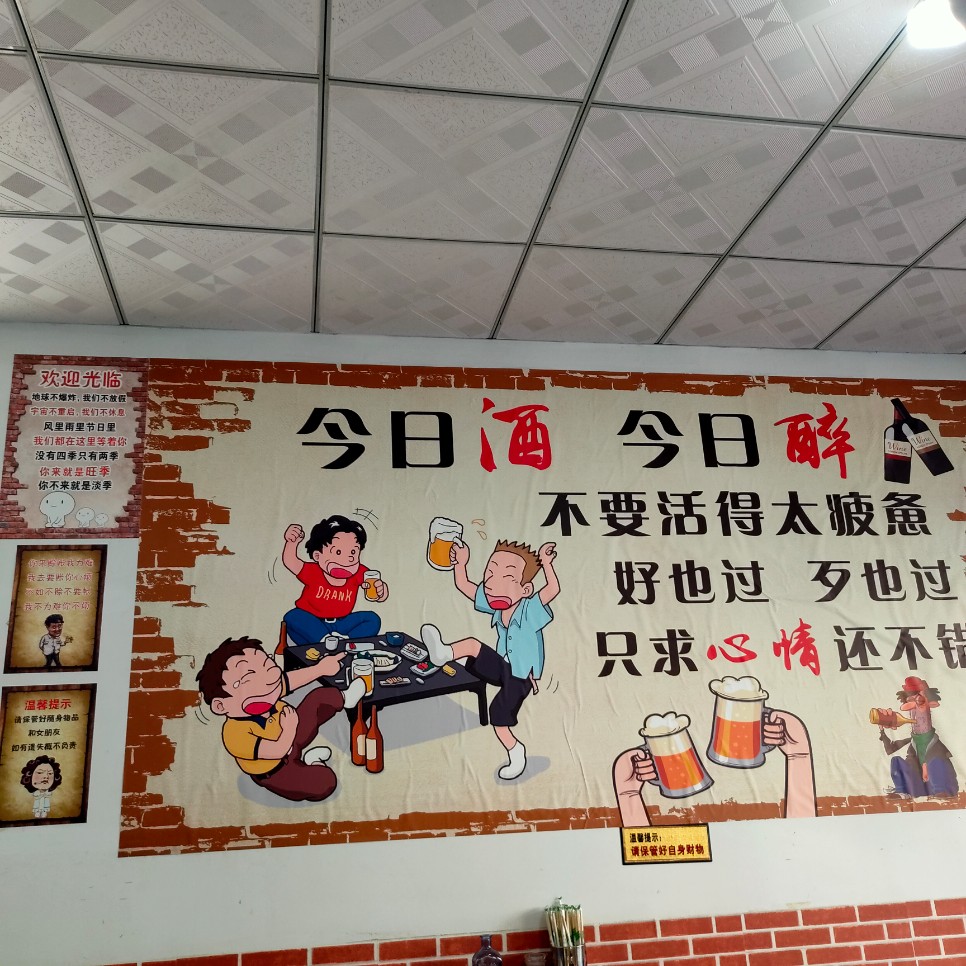 欢迎光临
地球不爆炸,我们不放假
宇宙不重启,我们不休息
风里雨里节日里
我们都在这里等着你
没有四季只有两季
你来就是旺季
你不来就是淡季
温馨提示
请保管好随身物品
和女朋友
如有遗失概不负责
今日酒 今日醉
Wine
Wine
不要活得太疲惫
好也过 歹也过
只求心情还不错
DRANK
温馨提示:
请保管好自身财物